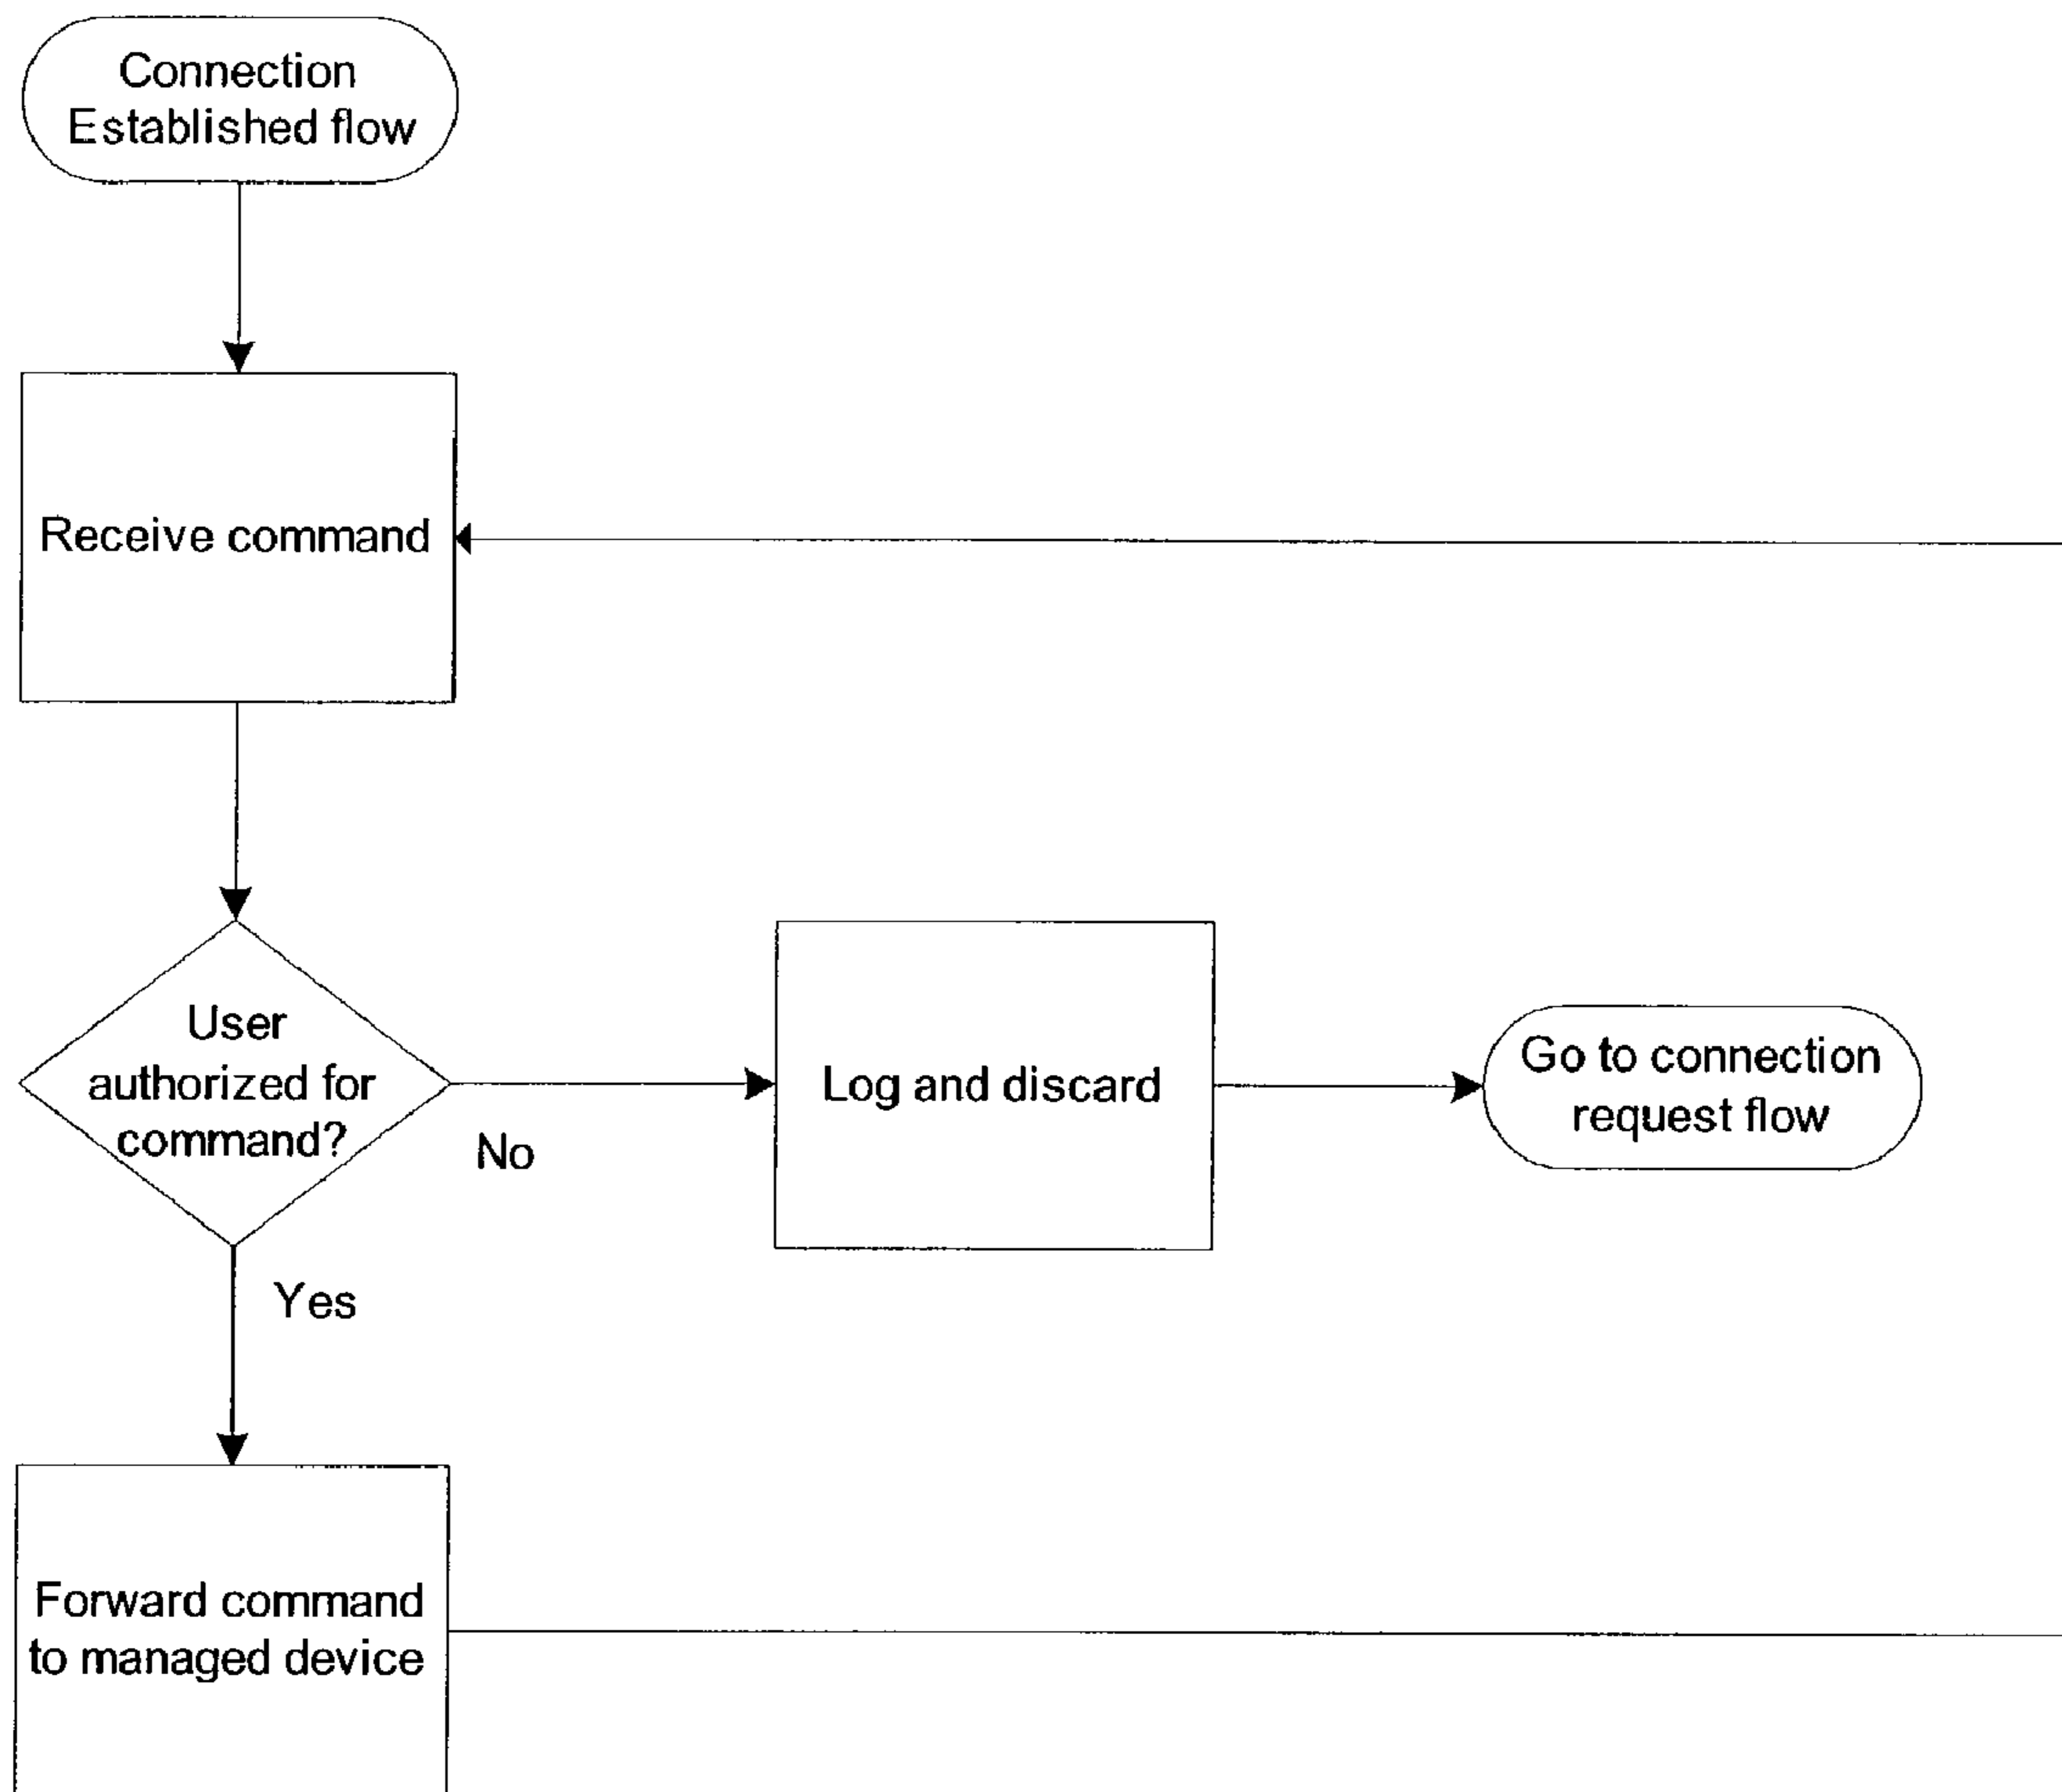 Connection
Established flow
Receive command
User
authorized for
command?
No
Log and discard
Go to connection
request flow
Yes
Forward command
to managed device